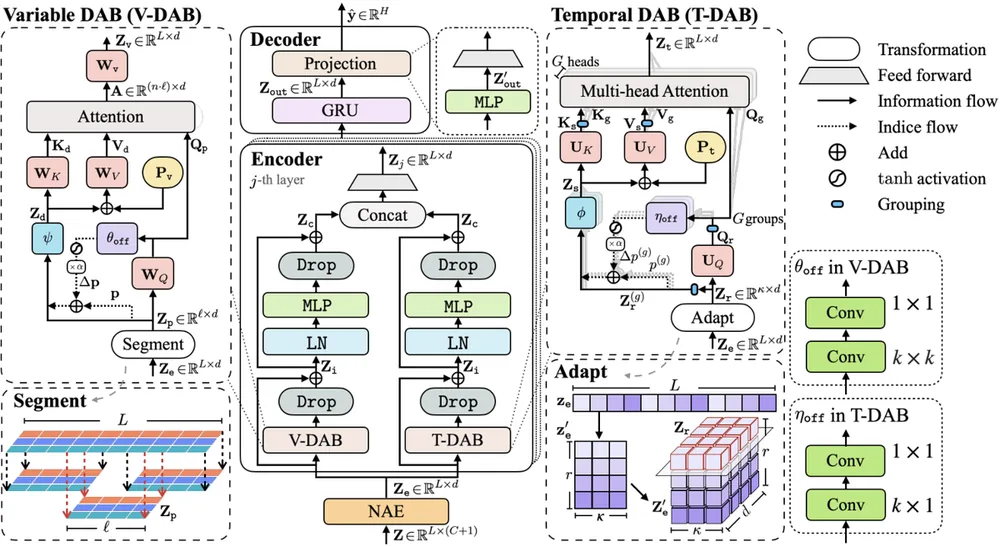 Variable DAB (V-DAB)
Z_v ∈ ℝ^{L×d}
W_v
A ∈ ℝ^{(n·ℓ)×d}
Attention
K_d
V_d
Q_p
W_K
W_V
P_v
Z_d
ψ
θ_off
×α
Δp
p
W_Q
Z_p ∈ ℝ^{ℓ×d}
Segment
Z_e ∈ ℝ^{L×d}
Segment
L
Z_p
ℓ
ŷ ∈ ℝ^H
Decoder
Projection
Z_out ∈ ℝ^{L×d}
GRU
Z'_out
MLP
Encoder
j-th layer
Z_j ∈ ℝ^{L×d}
Concat
Z_c
Z_c
Drop
Drop
MLP
MLP
LN
LN
Z_i
Z_i
Drop
Drop
V-DAB
T-DAB
Z_e ∈ ℝ^{L×d}
NAE
Z ∈ ℝ^{L×(C+1)}
Temporal DAB (T-DAB)
Z_t ∈ ℝ^{L×d}
G heads
Multi-head Attention
K_s
K_g
V_s
V_g
Q_g
U_K
U_V
P_t
Z_s
ϕ
η_off
G groups
×α
Δp^{(g)}
p^{(g)}
Q_r
U_Q
Z_r^{(g)}
Z_r ∈ ℝ^{κ×d}
Adapt
Z_e ∈ ℝ^{L×d}
Adapt
L
z_e
z'_e
Z_r
r
r
κ
Z'_e
κ
d
Transformation
Feed forward
Information flow
Indice flow
Add
tanh activation
Grouping
θ_off in V-DAB
Conv
1 × 1
Conv
k × k
η_off in T-DAB
Conv
1 × 1
Conv
k × 1